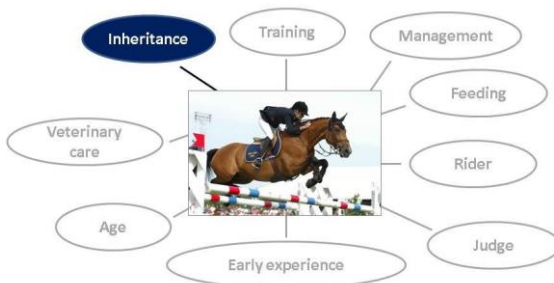 Inheritance
Training
Management
Feeding
Veterinary
care
Rider
Age
Judge
Early experience